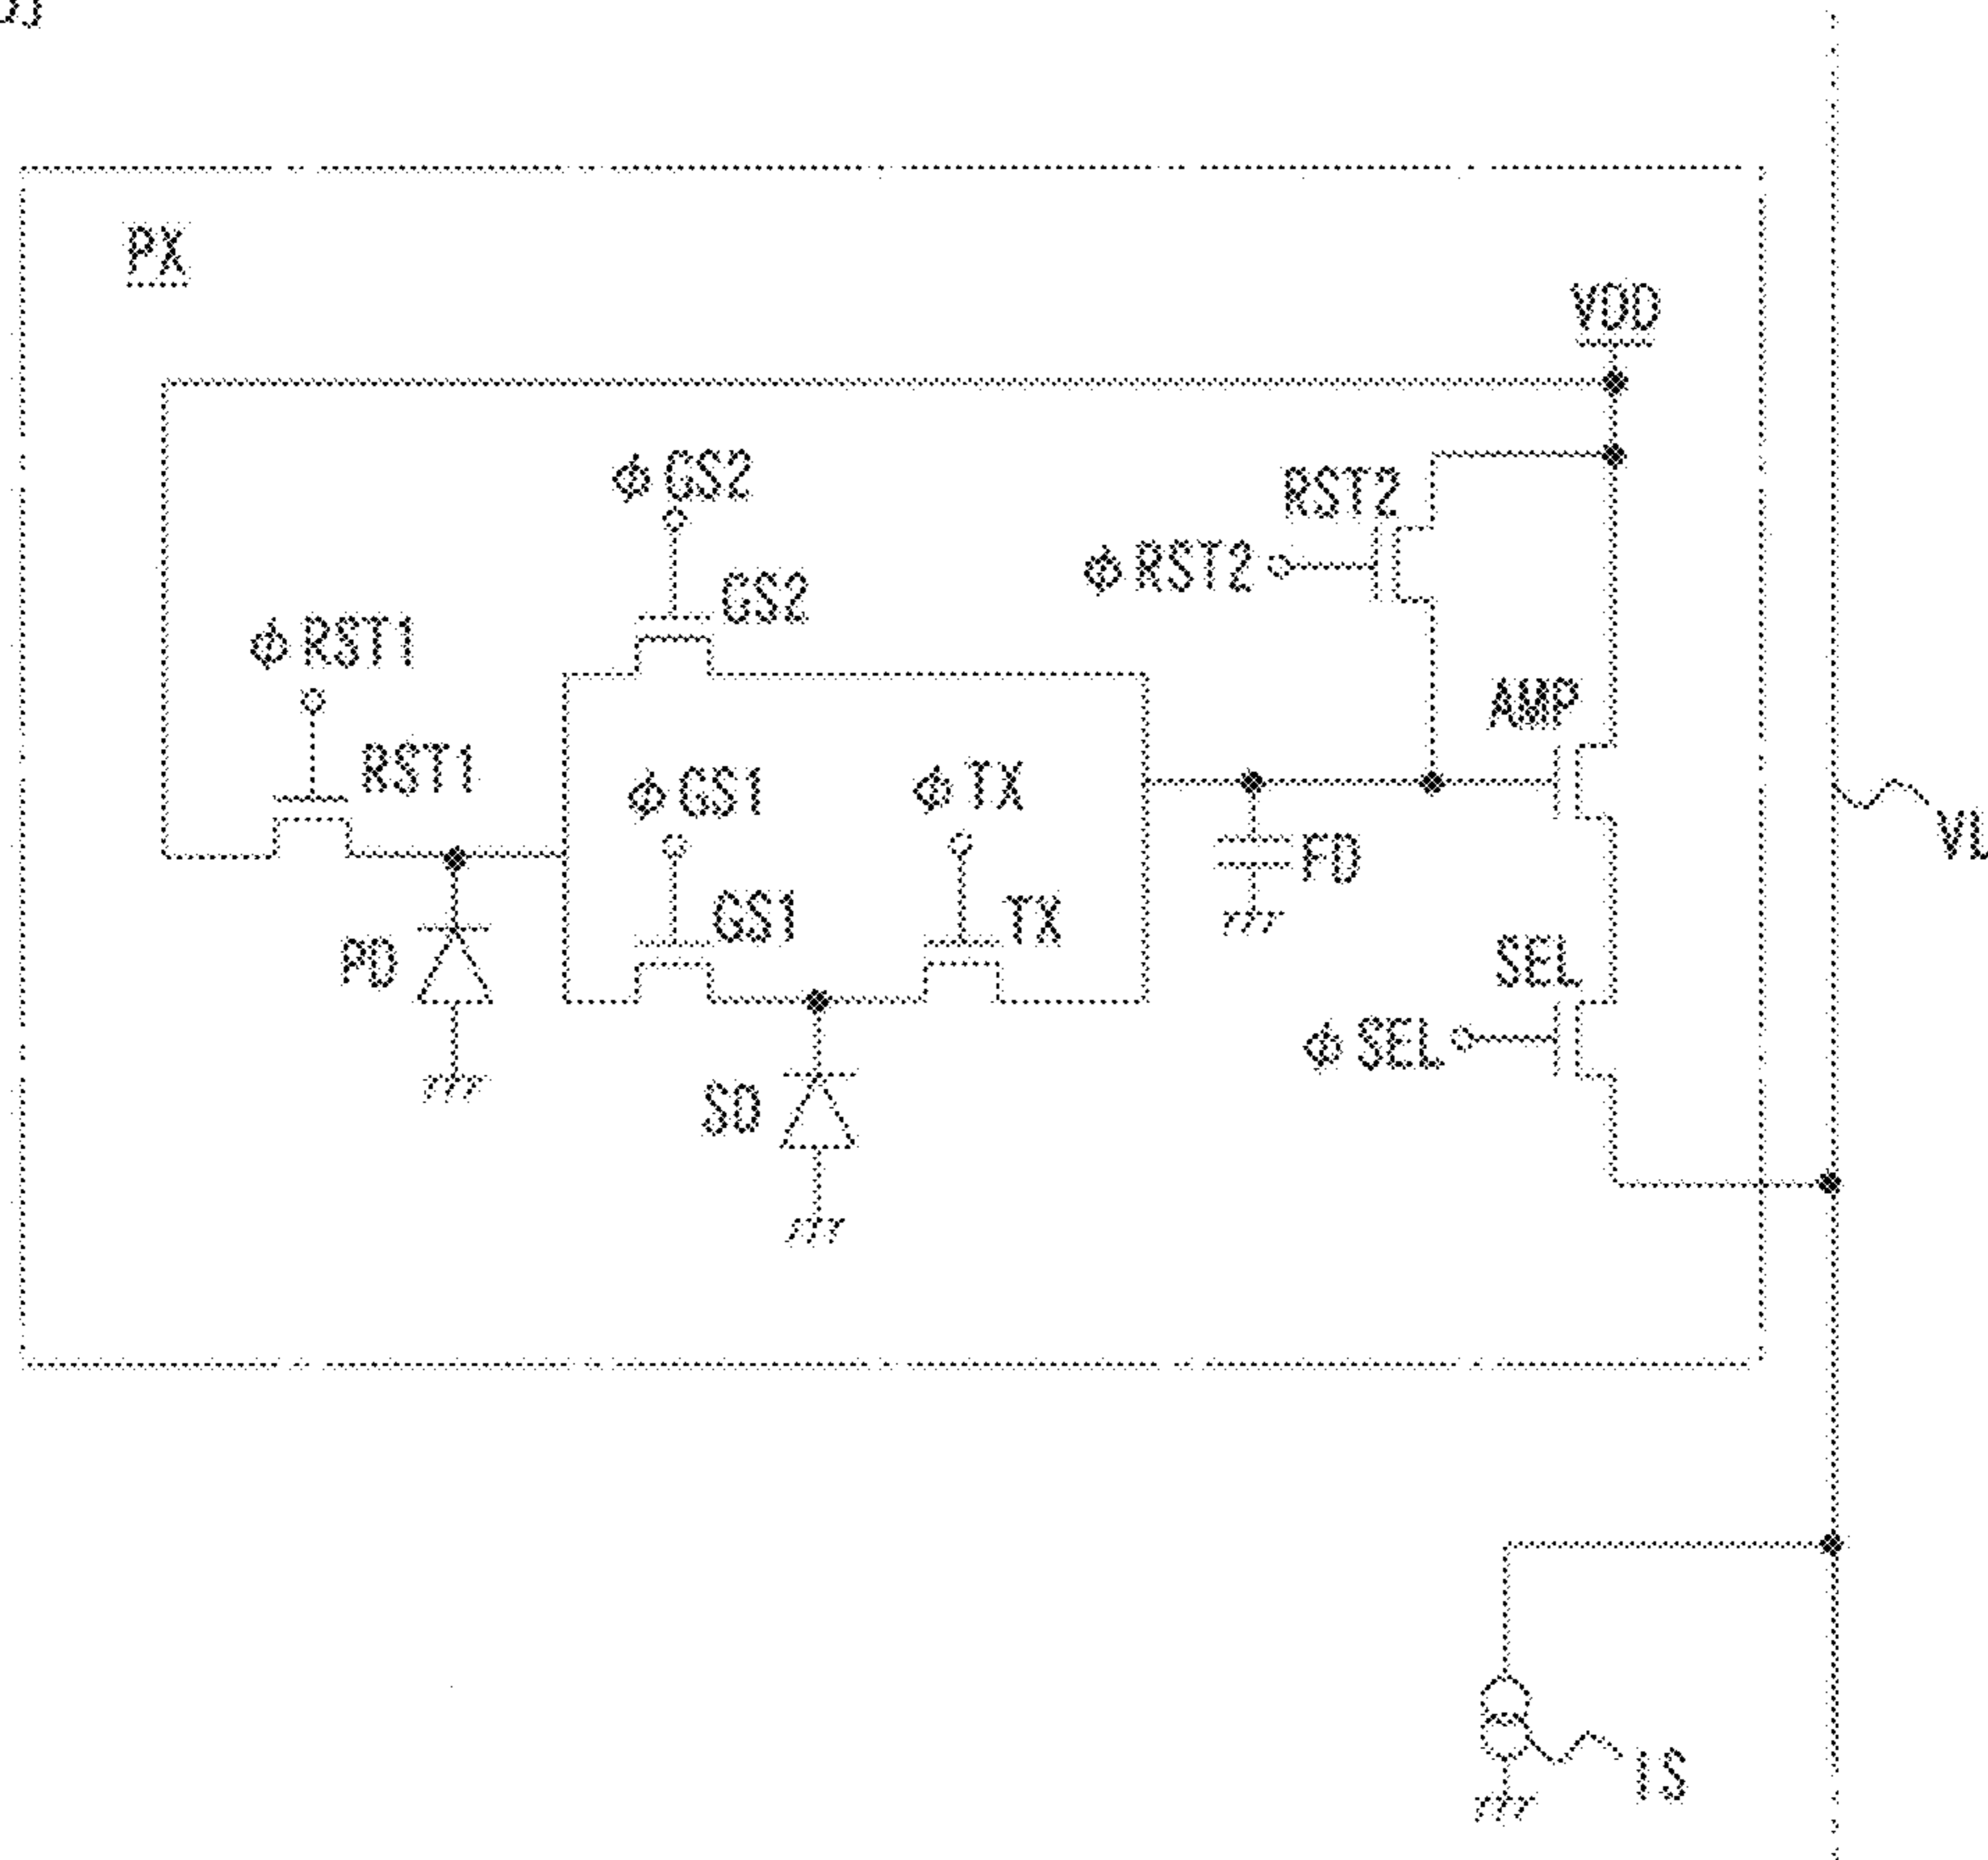 PX
VDD
φGS2
RST2
φRST2
GS2
φRST1
AMP
RST1
φGS1
φTX
VL
FD
GS1
TX
PD
SEL
φSEL
SD
IS